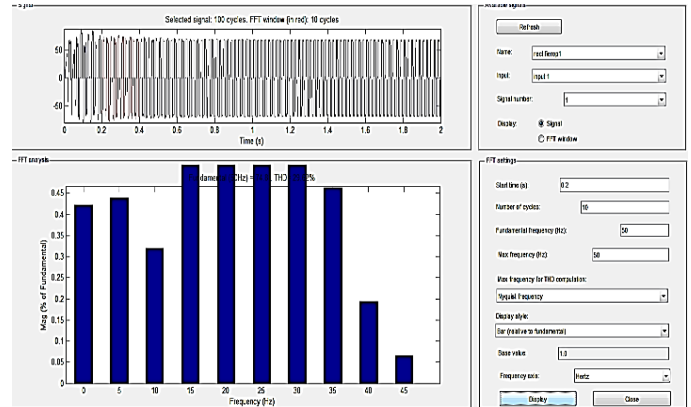 Signal
Selected signal: 100 cycles. FFT window (in red): 10 cycles
50
0
-50
0 0.2 0.4 0.6 0.8 1 1.2 1.4 1.6 1.8 2
Time (s)
Available signals
Refresh
Name:
Input:
input 1
Signal number:
1
Display:
Signal
FFT window
FFT analysis
0.45
0.4
0.35
0.3
0.25
0.2
0.15
0.1
0.05
0
Mag (% of Fundamental)
0 5 10 15 20 25 30 35 40 45
Frequency (Hz)
FFT settings
Start time (s)
0.2
Number of cycles:
10
Fundamental frequency (Hz):
50
Max frequency (Hz):
50
Max frequency for THD computation:
Nyquist frequency
Display style:
Bar (relative to fundamental)
Base value
1.0
Frequency axis:
Hertz
Display
Close